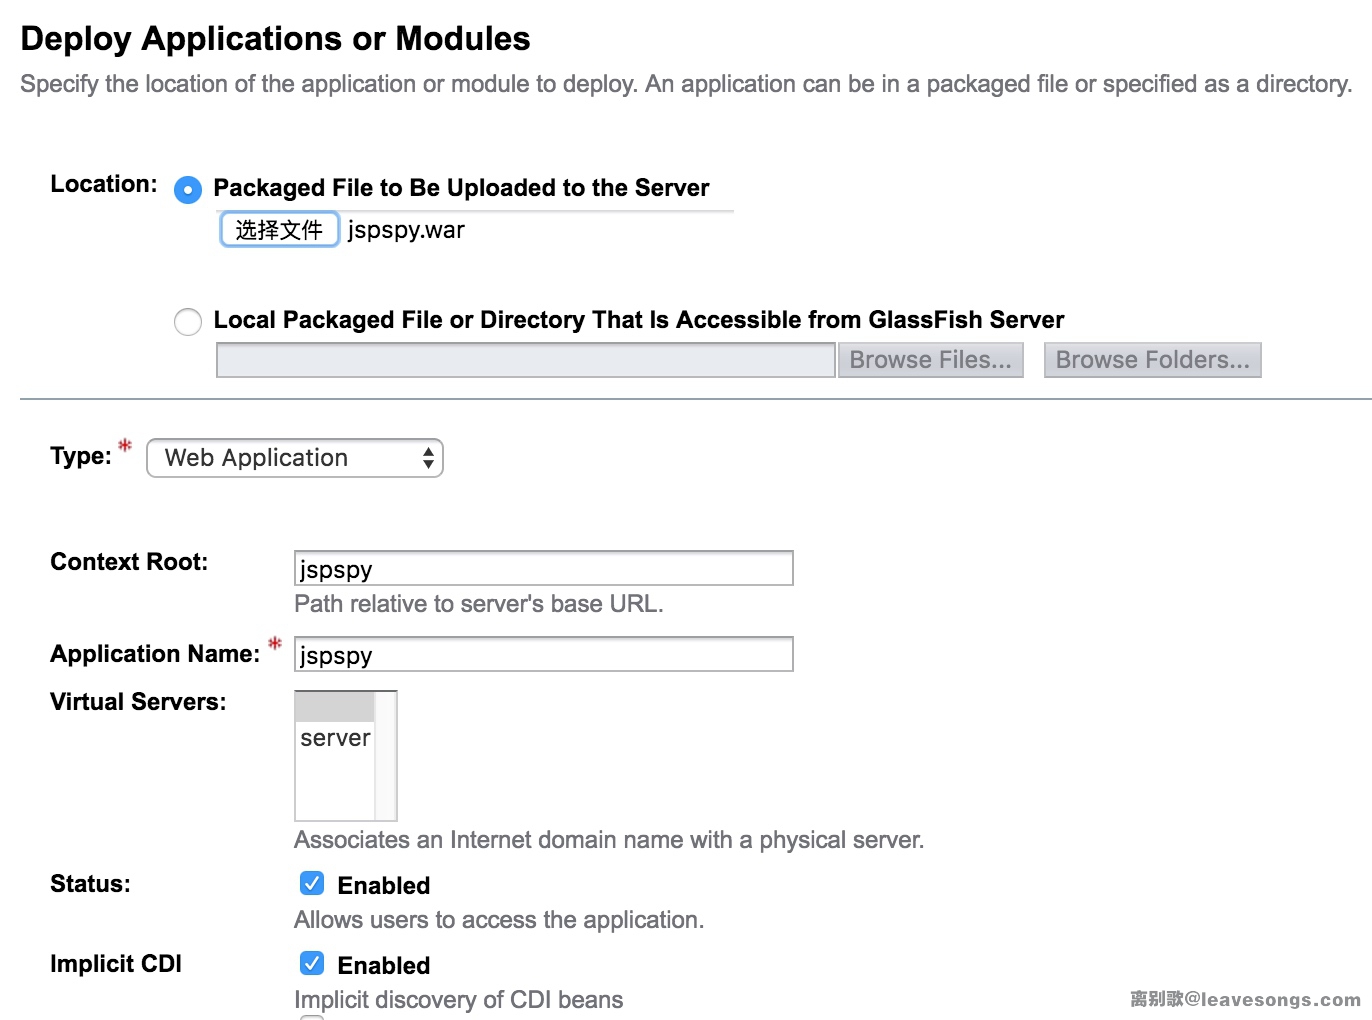 Deploy Applications or Modules
Specify the location of the application or module to deploy. An application can be in a packaged file or specified as a directory.
Location: Packaged File to Be Uploaded to the Server
选择文件 jspspy.war
Local Packaged File or Directory That Is Accessible from GlassFish Server
Browse Files... Browse Folders...
Type: * Web Application
Context Root: jspspy
Path relative to server's base URL.
Application Name: * jspspy
Virtual Servers:
server
Associates an Internet domain name with a physical server.
Status: Enabled
Allows users to access the application.
Implicit CDI Enabled
Implicit discovery of CDI beans
离别歌@leavesongs.com